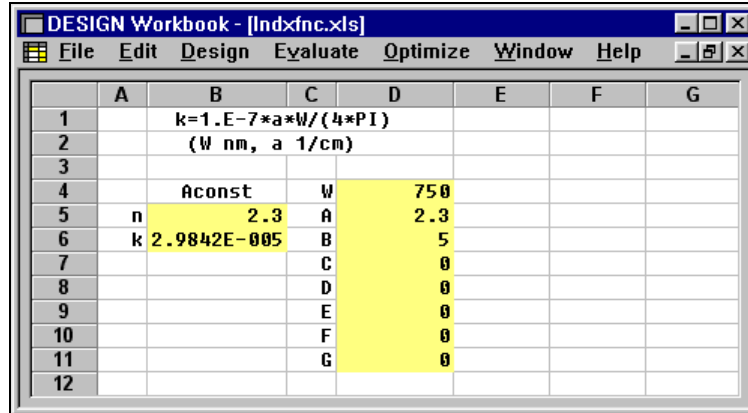 DESIGN Workbook - [Indxfnc.xls]
File Edit Design Evaluate Optimize Window Help
A B C D E F G
1 k=1.E-7*a*W/(4*PI)
2 (W nm, a 1/cm)
3
4 Aconst W 750
5 n 2.3 A 2.3
6 k 2.9842E-005 B 5
7 C 0
8 D 0
9 E 0
10 F 0
11 G 0
12